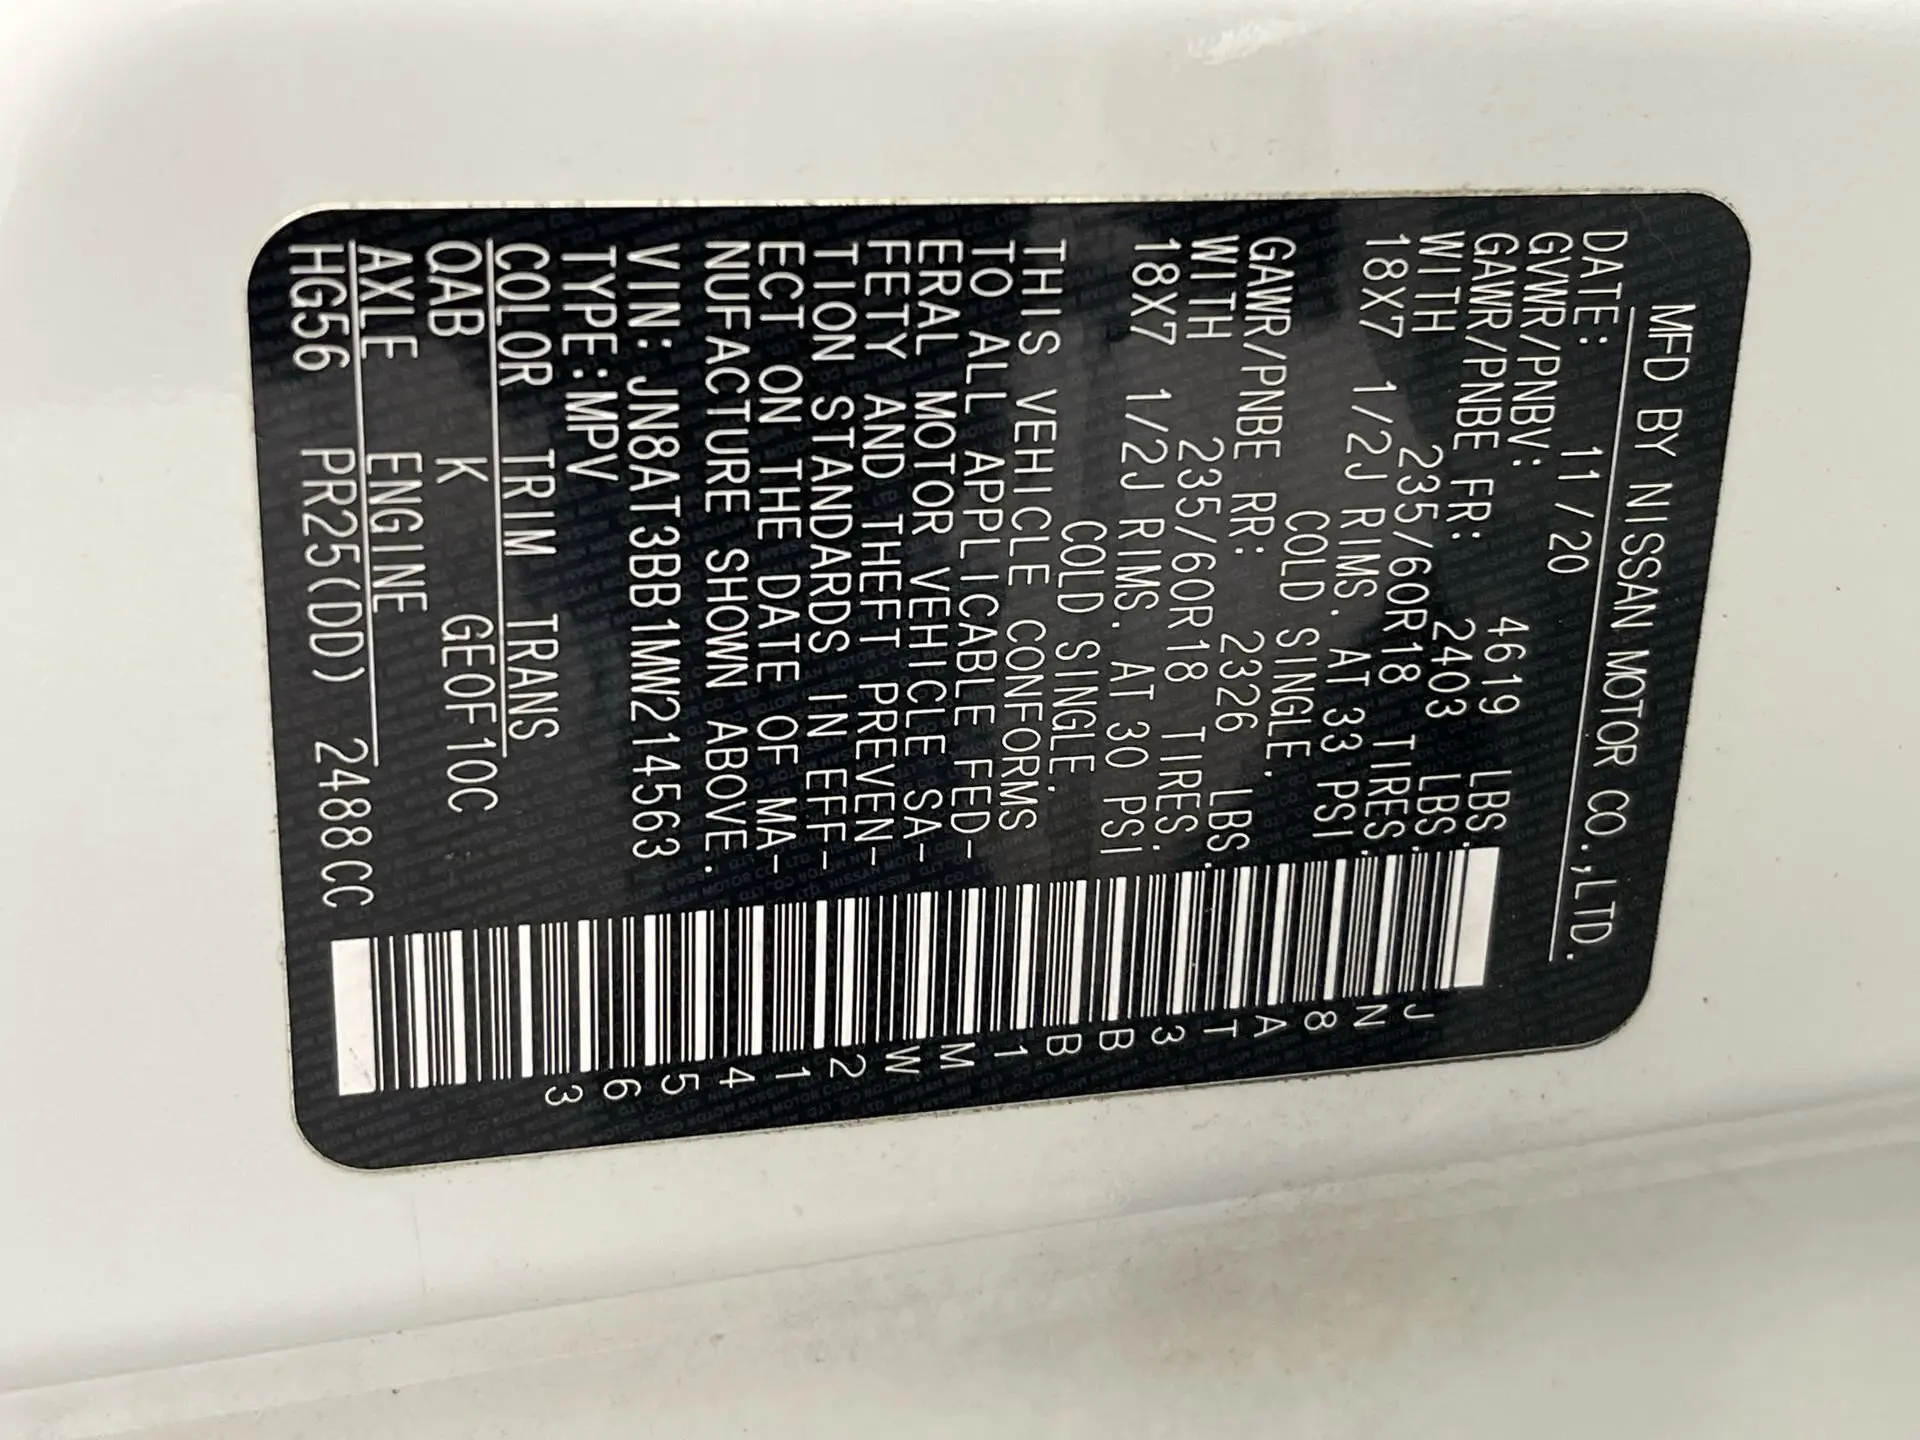 MFD BY NISSAN MOTOR CO.,LTD.
DATE: 11/20
GVWR/PNBV: 4619 LBS.
GAWR/PNBE FR: 2403 LBS.
WITH 235/60R18 TIRES.
18X7 1/2J RIMS. AT 33 PSI
COLD SINGLE.
GAWR/PNBE RR: 2326 LBS.
WITH 235/60R18 TIRES.
18X7 1/2J RIMS. AT 30 PSI
COLD SINGLE.
THIS VEHICLE CONFORMS
TO ALL APPLICABLE FED-
ERAL MOTOR VEHICLE SA-
FETY AND THEFT PREVEN-
TION STANDARDS IN EFF-
ECT ON THE DATE OF MA-
NUFACTURE SHOWN ABOVE.
VIN: JN8AT3BB1MW214563
TYPE:MPV
COLOR TRIM TRANS
QAB K GEOF10C
AXLE ENGINE
HG56 PR25(DD) 2488CC
JN8AT3BB1MW214563